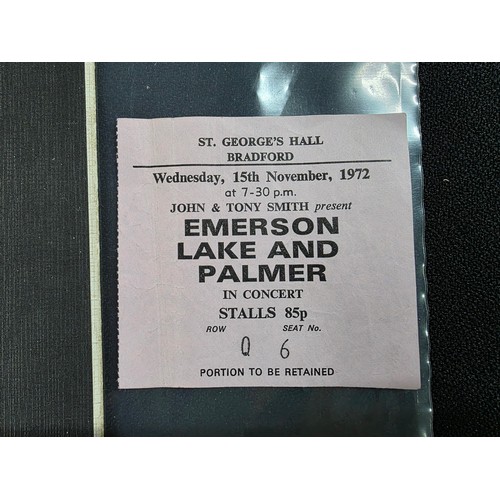 ST. GEORGE'S HALL
BRADFORD
Wednesday, 15th November, 1972
at 7-30 p.m.
JOHN & TONY SMITH present
EMERSON
LAKE AND
PALMER
IN CONCERT
STALLS 85p
ROW SEAT No.
Q 6
PORTION TO BE RETAINED